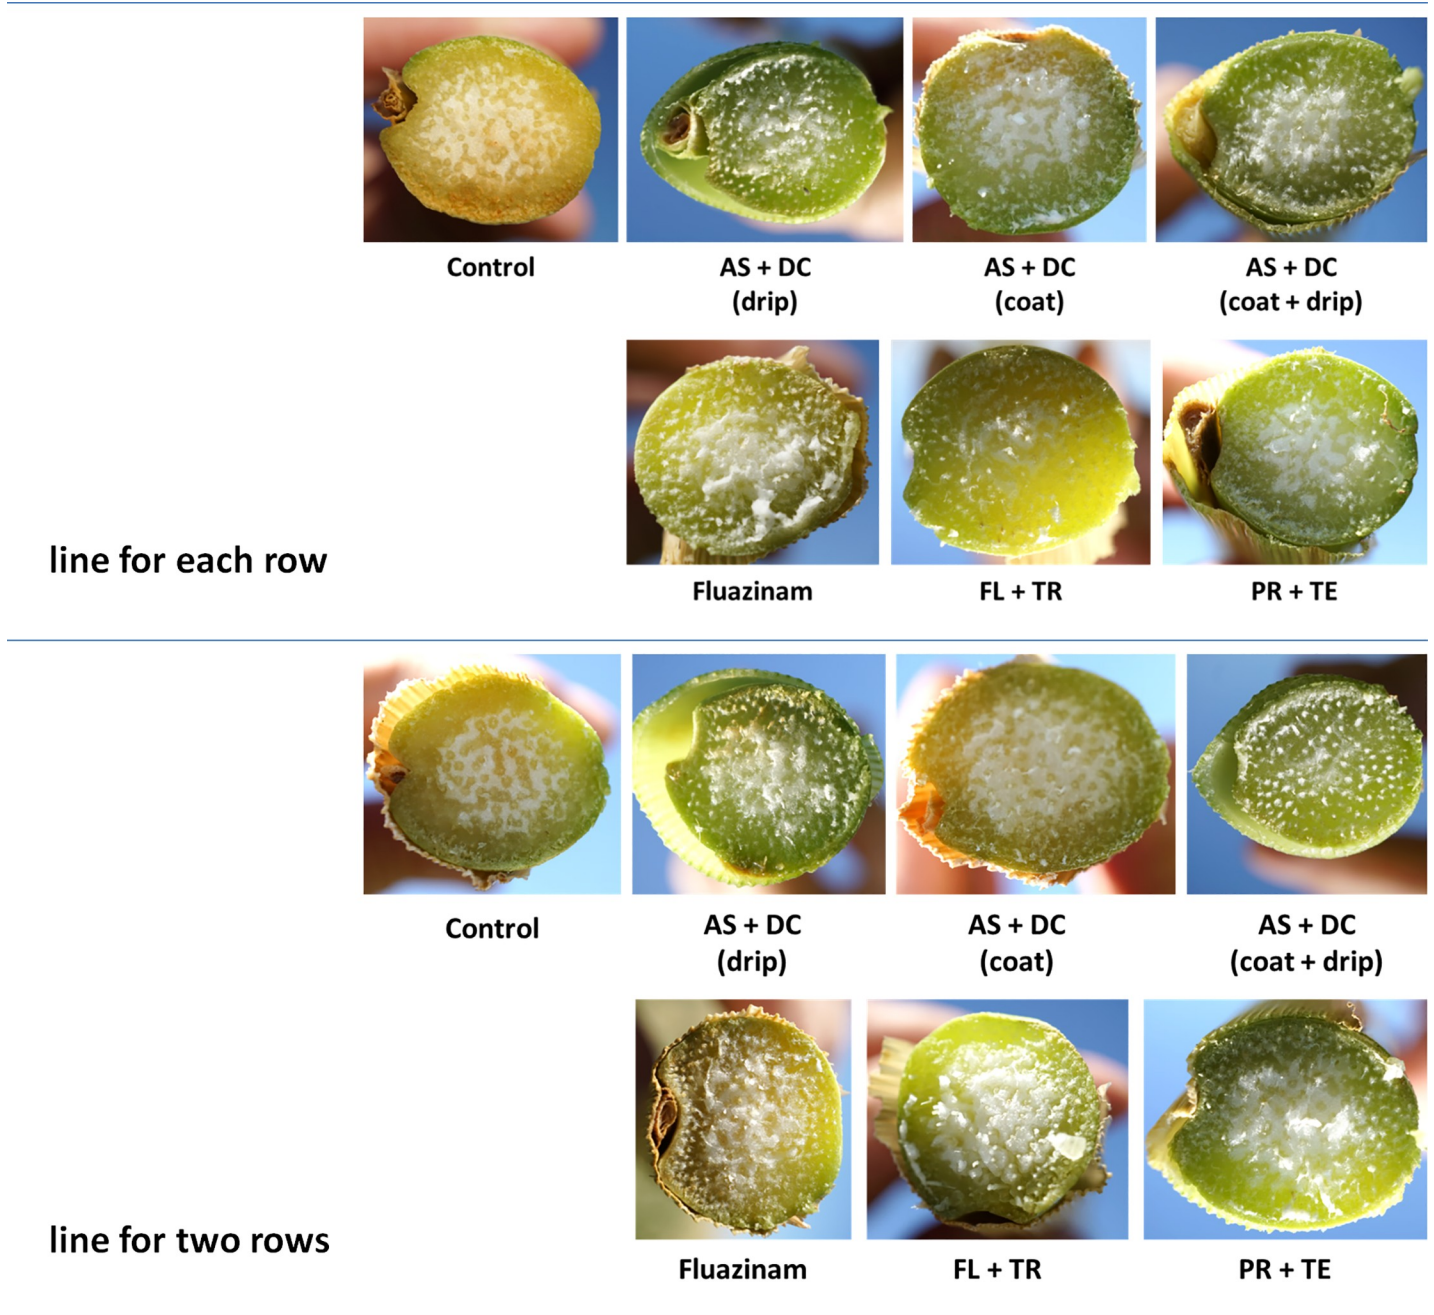 Control
AS + DC
(drip)
AS + DC
(coat)
AS + DC
(coat + drip)
Fluazinam
FL + TR
PR + TE
line for each row
Control
AS + DC
(drip)
AS + DC
(coat)
AS + DC
(coat + drip)
Fluazinam
FL + TR
PR + TE
line for two rows